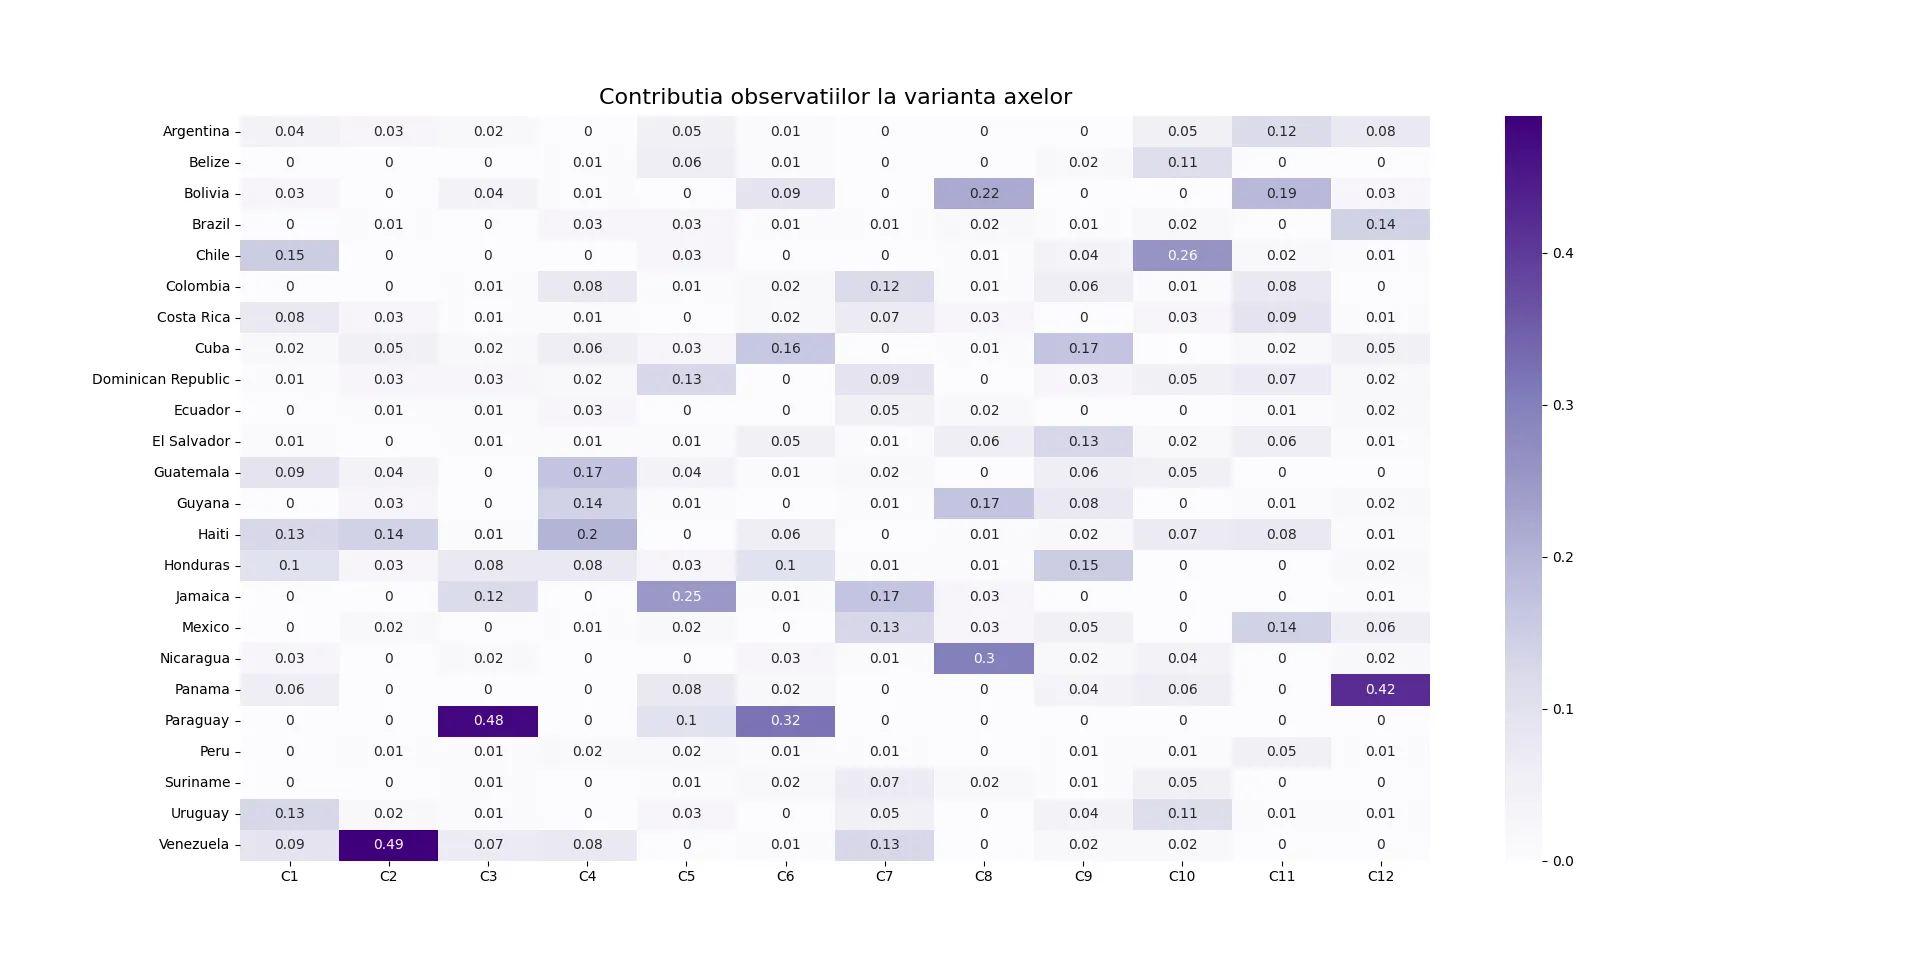 Contributia observatiilor la varianta axelor
Argentina 0.04 0.03 0.02 0 0.05 0.01 0 0 0 0.05 0.12 0.08
Belize 0 0 0 0.01 0.06 0.01 0 0 0.02 0.11 0 0
Bolivia 0.03 0 0.04 0.01 0 0.09 0 0.22 0 0 0.19 0.03
Brazil 0 0.01 0 0.03 0.03 0.01 0.01 0.02 0.01 0.02 0 0.14
Chile 0.15 0 0 0 0.03 0 0 0.01 0.04 0.26 0.02 0.01
Colombia 0 0 0.01 0.08 0.01 0.02 0.12 0.01 0.06 0.01 0.08 0
Costa Rica 0.08 0.03 0.01 0.01 0 0.02 0.07 0.03 0 0.03 0.09 0.01
Cuba 0.02 0.05 0.02 0.06 0.03 0.16 0 0.01 0.17 0 0.02 0.05
Dominican Republic 0.01 0.03 0.03 0.02 0.13 0 0.09 0 0.03 0.05 0.07 0.02
Ecuador 0 0.01 0.01 0.03 0 0 0.05 0.02 0 0 0.01 0.02
El Salvador 0.01 0 0.01 0.01 0.01 0.05 0.01 0.06 0.13 0.02 0.06 0.01
Guatemala 0.09 0.04 0 0.17 0.04 0.01 0.02 0 0.06 0.05 0 0
Guyana 0 0.03 0 0.14 0.01 0 0.01 0.17 0.08 0 0.01 0.02
Haiti 0.13 0.14 0.01 0.2 0 0.06 0 0.01 0.02 0.07 0.08 0.01
Honduras 0.1 0.03 0.08 0.08 0.03 0.1 0.01 0.01 0.15 0 0 0.02
Jamaica 0 0 0.12 0 0.25 0.01 0.17 0.03 0 0 0 0.01
Mexico 0 0.02 0 0.01 0.02 0 0.13 0.03 0.05 0 0.14 0.06
Nicaragua 0.03 0 0.02 0 0 0.03 0.01 0.3 0.02 0.04 0 0.02
Panama 0.06 0 0 0 0.08 0.02 0 0 0.04 0.06 0 0.42
Paraguay 0 0 0.48 0 0.1 0.32 0 0 0 0 0 0
Peru 0 0.01 0.01 0.02 0.02 0.01 0.01 0 0.01 0.01 0.05 0.01
Suriname 0 0 0.01 0 0.01 0.02 0.07 0.02 0.01 0.05 0 0
Uruguay 0.13 0.02 0.01 0 0.03 0 0.05 0 0.04 0.11 0.01 0.01
Venezuela 0.09 0.49 0.07 0.08 0 0.01 0.13 0 0.02 0.02 0 0
C1 C2 C3 C4 C5 C6 C7 C8 C9 C10 C11 C12
0.4
0.3
0.2
0.1
0.0